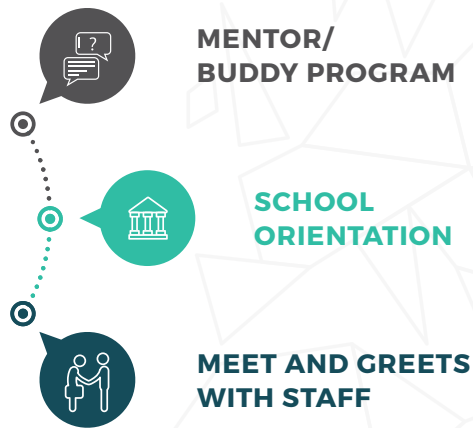 ?
MENTOR/
BUDDY PROGRAM
SCHOOL
ORIENTATION
MEET AND GREETS
WITH STAFF